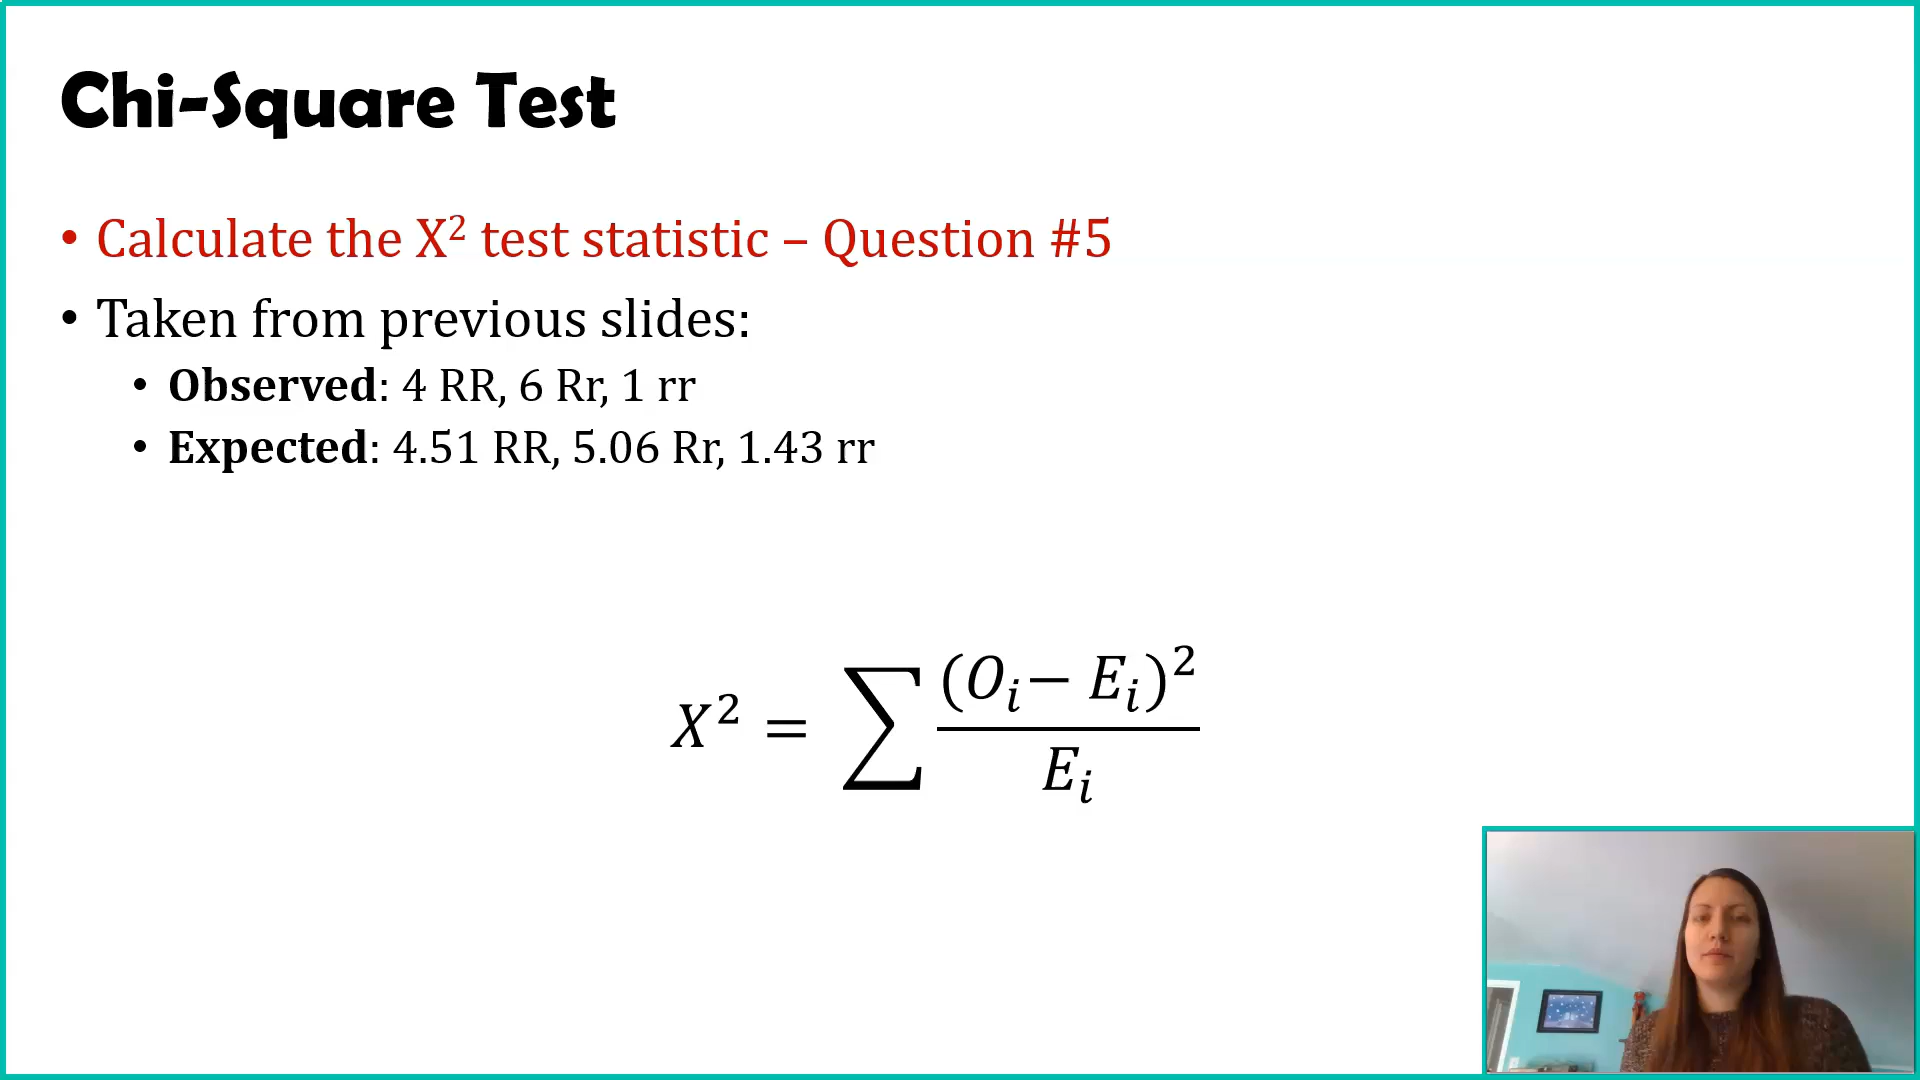 Chi-Square Test
• Calculate the X² test statistic – Question #5
• Taken from previous slides:
• Observed: 4 RR, 6 Rr, 1 rr
• Expected: 4.51 RR, 5.06 Rr, 1.43 rr
X² = ∑ (Oᵢ − Eᵢ)² / Eᵢ